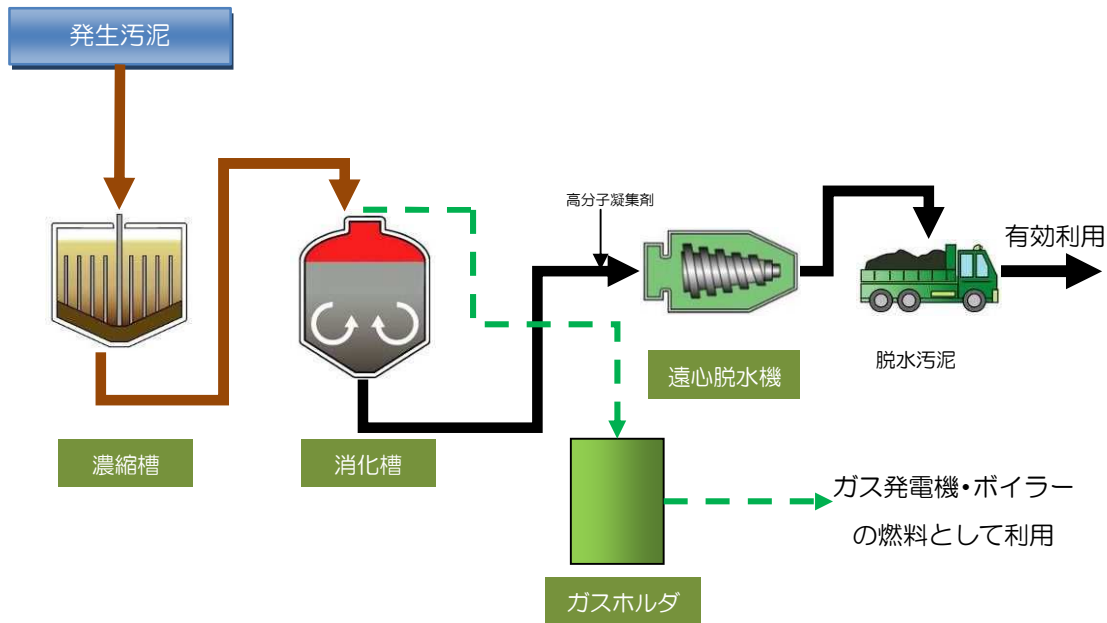 発生汚泥
高分子凝集剤
有効利用
脱水汚泥
遠心脱水機
濃縮槽
消化槽
ガス発電機・ボイラー
の燃料として利用
ガスホルダ